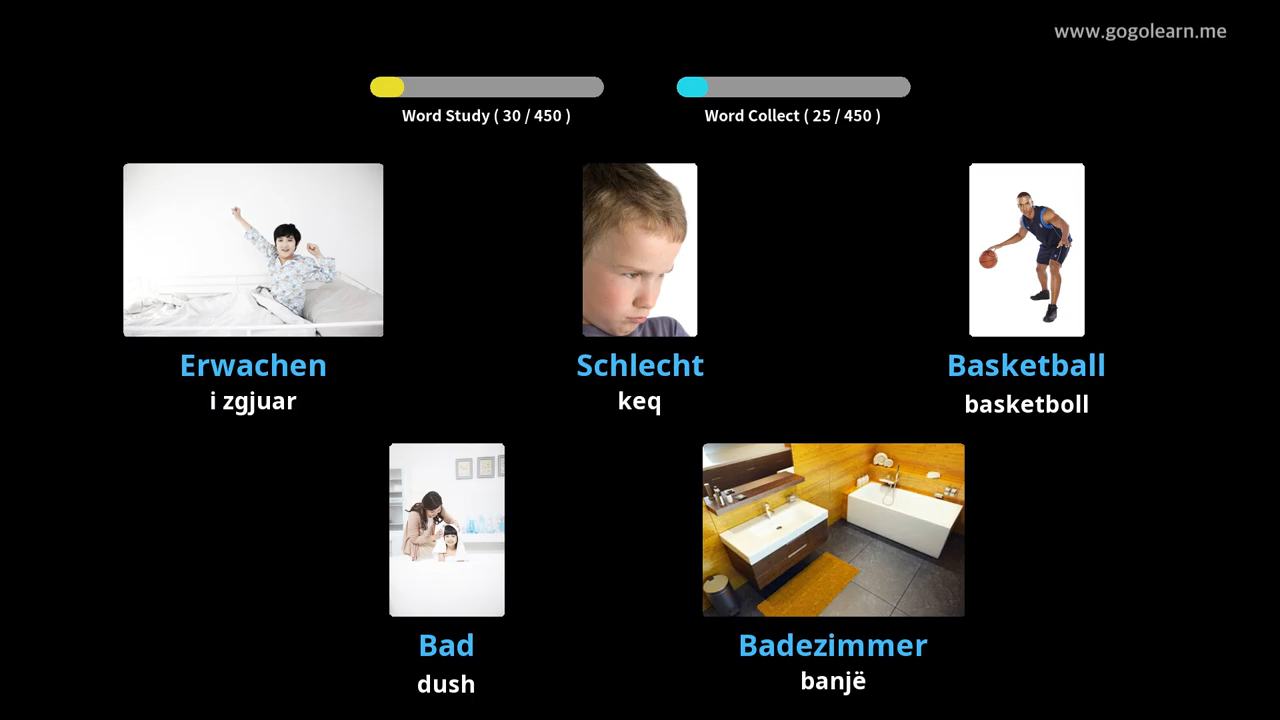 www.gogolearn.me
Word Study ( 30 / 450 )
Word Collect ( 25 / 450 )
Erwachen
i zgjuar
Schlecht
keq
Basketball
basketboll
Bad
dush
Badezimmer
banjë